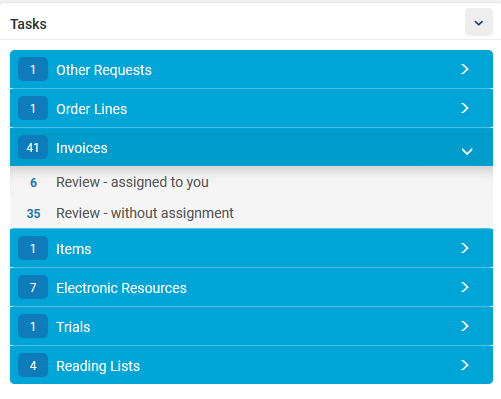 Tasks
1 Other Requests
1 Order Lines
41 Invoices
6 Review - assigned to you
35 Review - without assignment
1 Items
7 Electronic Resources
1 Trials
4 Reading Lists